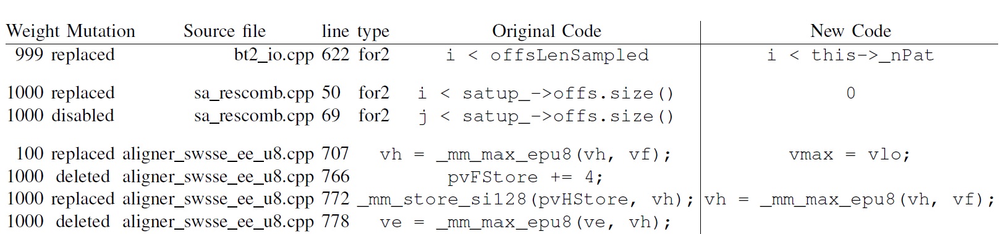 Weight Mutation Source file line type Original Code New Code
999 replaced bt2_io.cpp 622 for2 i < offsLenSampled i < this->_nPat
1000 replaced sa_rescomb.cpp 50 for2 i < satup_->offs.size() 0
1000 disabled sa_rescomb.cpp 69 for2 j < satup_->offs.size()
100 replaced aligner_swsse_ee_u8.cpp 707 vh = _mm_max_epu8(vh, vf); vmax = vlo;
1000 deleted aligner_swsse_ee_u8.cpp 766 pvFStore += 4;
1000 replaced aligner_swsse_ee_u8.cpp 772 _mm_store_si128(pvHStore, vh); vh = _mm_max_epu8(vh, vf);
1000 deleted aligner_swsse_ee_u8.cpp 778 ve = _mm_max_epu8(ve, vh);